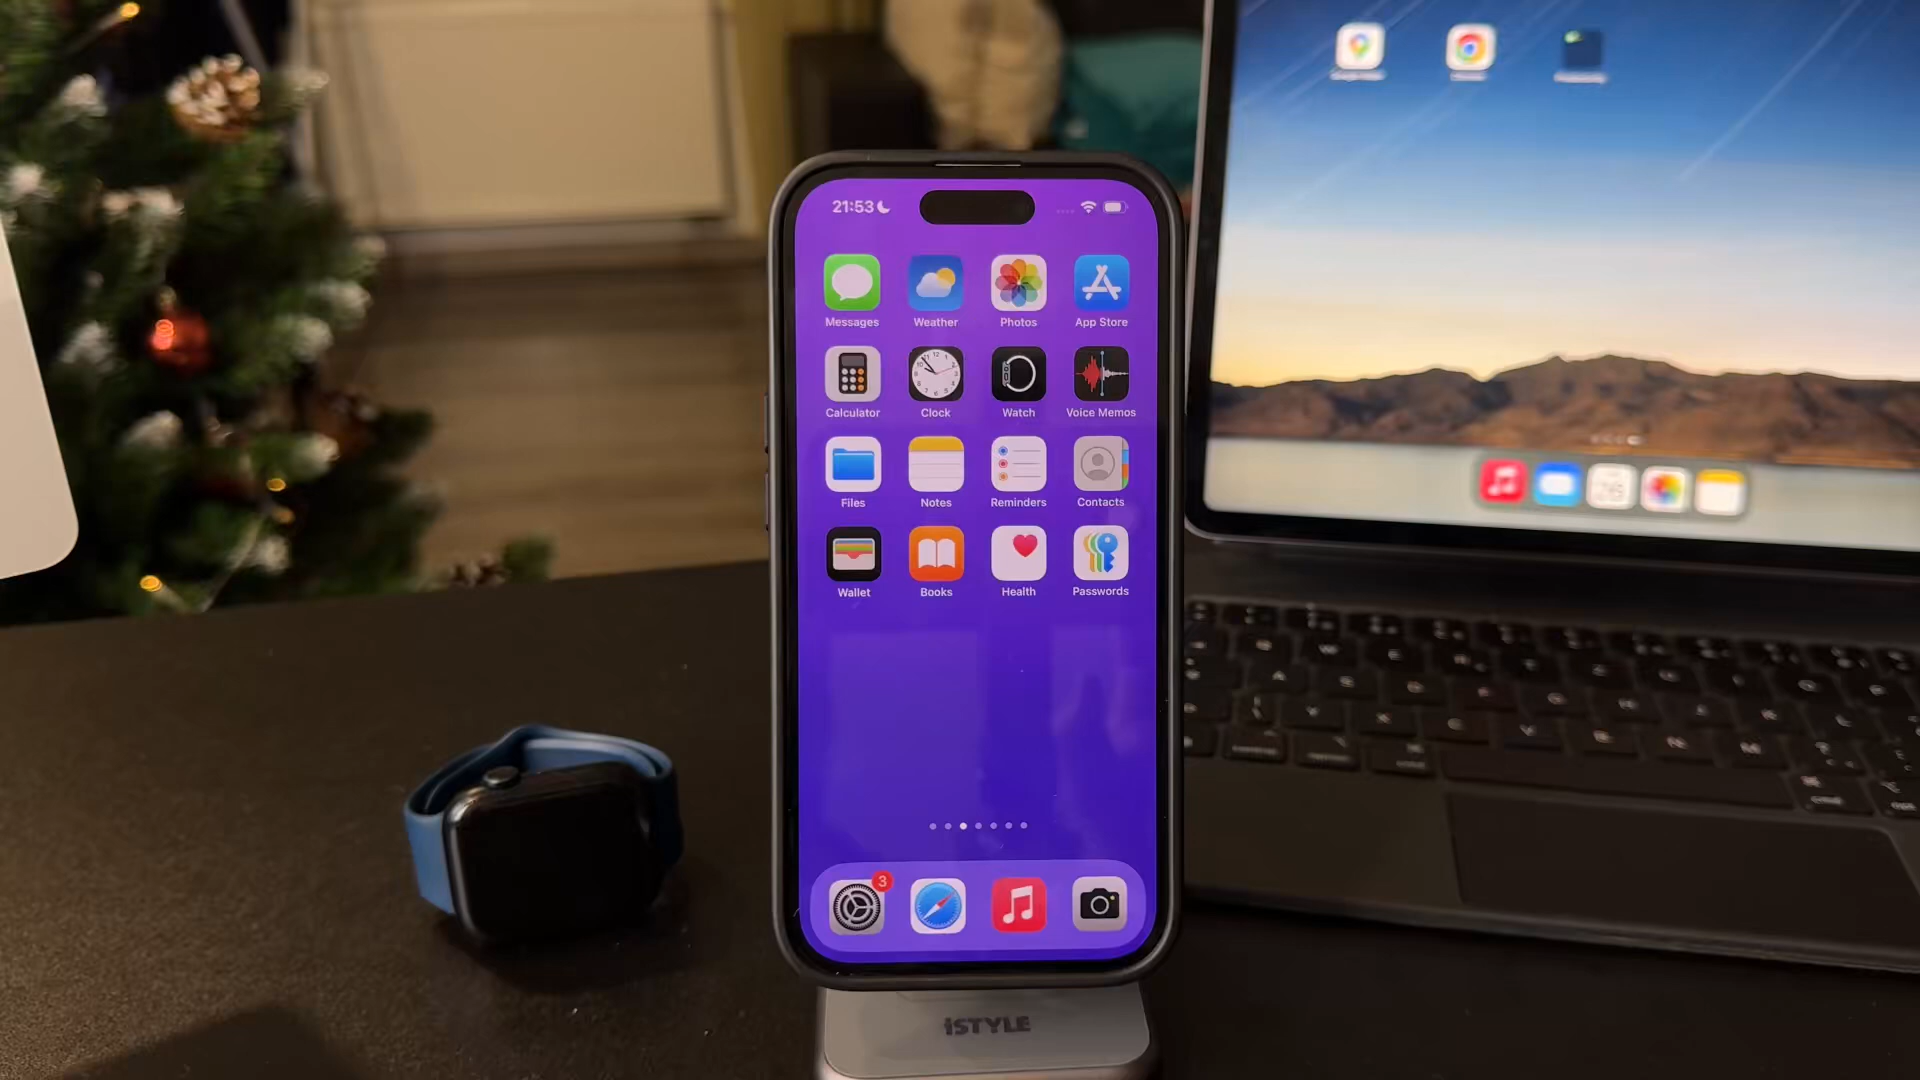 21:53
Messages Weather Photos App Store
Calculator Clock Watch Voice Memos
Files Notes Reminders Contacts
Wallet Books Health Passwords
3
iSTYLE